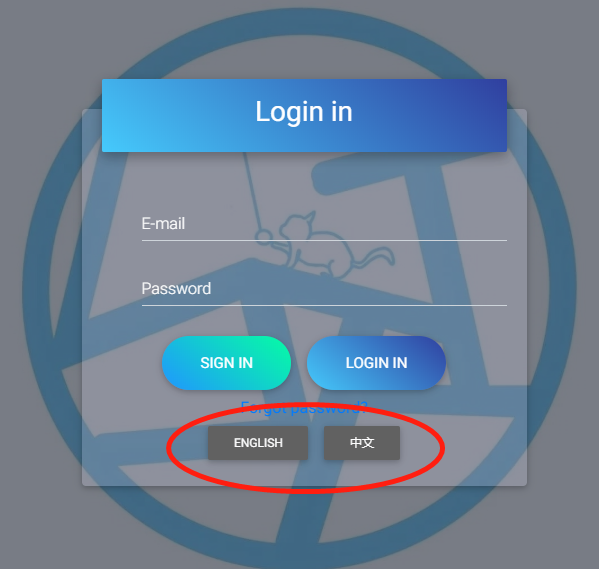 Login in
E-mail
Password
SIGN IN LOGIN IN
Forgot password?
ENGLISH 中文